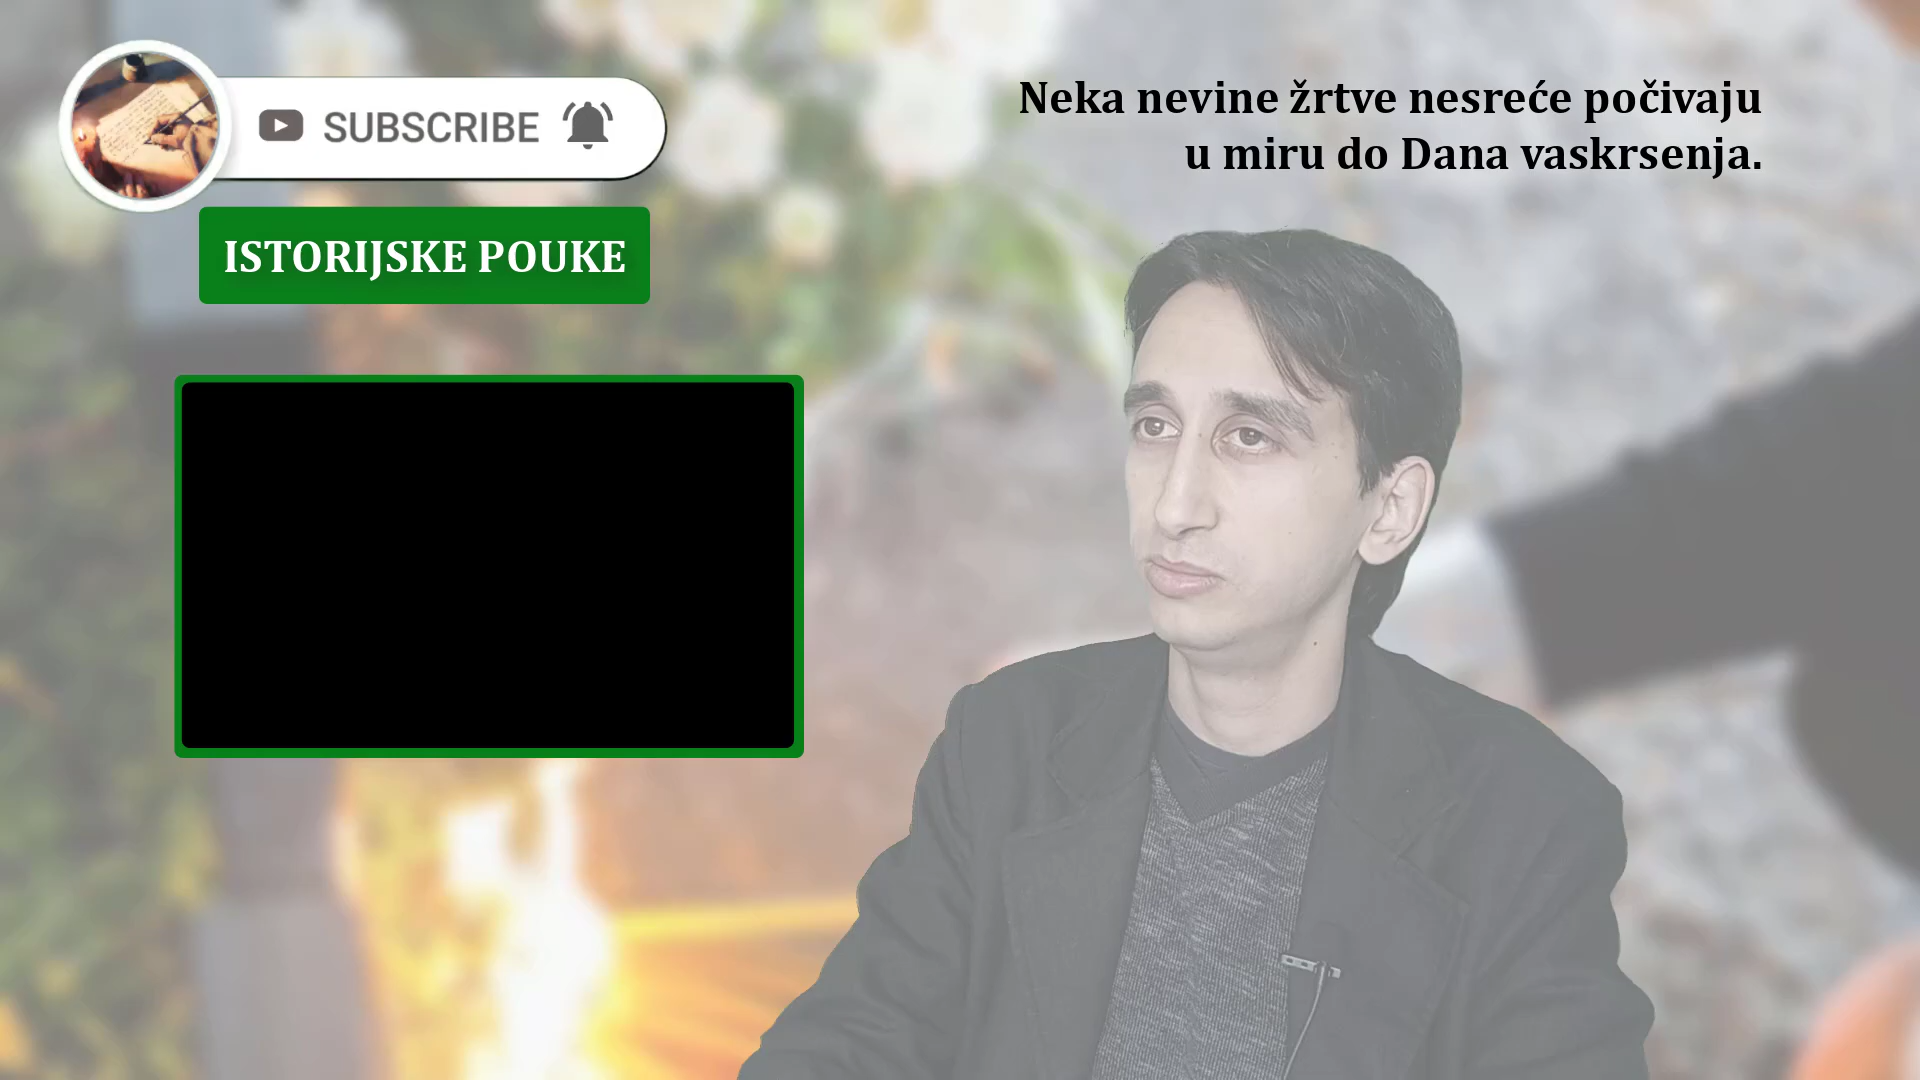 SUBSCRIBE
ISTORIJSKE POUKE
Neka nevine žrtve nesreće počivaju
u miru do Dana vaskrsenja.